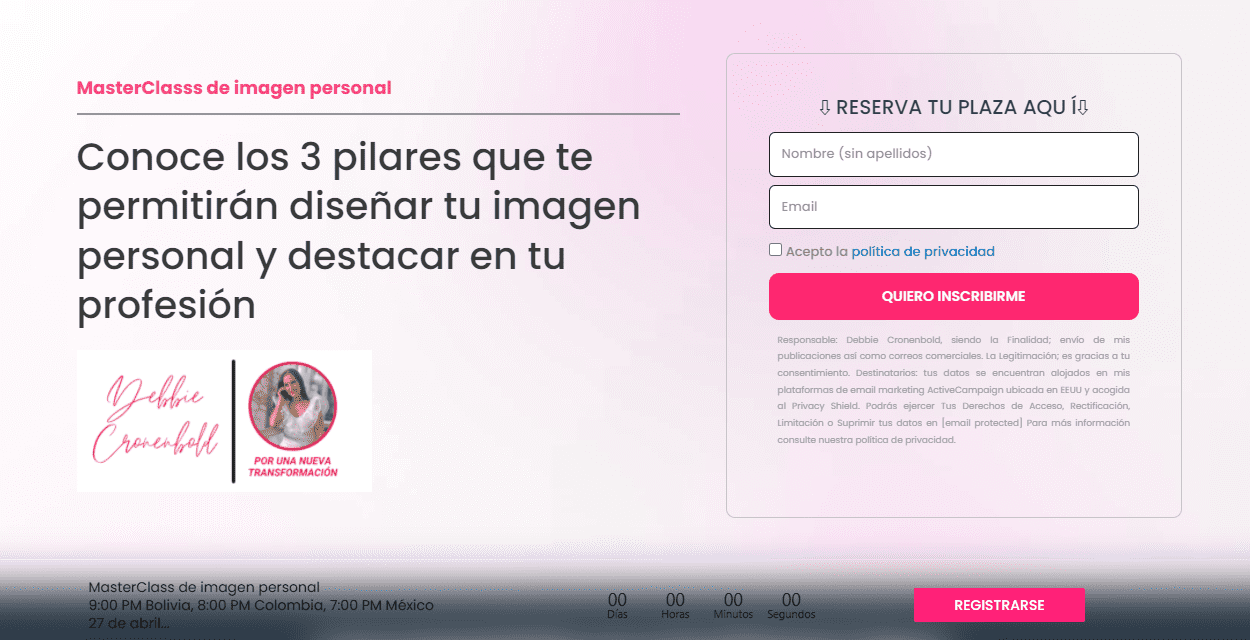 MasterClasss de imagen personal
Conoce los 3 pilares que te
permitirán diseñar tu imagen
personal y destacar en tu
profesión
Debbie
Cronenbold
POR UNA NUEVA
TRANSFORMACIÓN
⇩ RESERVA TU PLAZA AQU Í⇩
Nombre (sin apellidos)
Email
Acepto la política de privacidad
QUIERO INSCRIBIRME
Responsable: Debbie Cronenbold, siendo la Finalidad; envío de mis
publicaciones así como correos comerciales. La Legitimación; es gracias a tu
consentimiento. Destinatarios: tus datos se encuentran alojados en mis
plataformas de email marketing ActiveCampaign ubicada en EEUU y acogida
al Privacy Shield. Podrás ejercer Tus Derechos de Acceso, Rectificación,
Limitación o Suprimir tus datos en [email protected] Para mós información
consulte nuestra política de privacidad.
MasterClass de imagen personal
9:00 PM Bolivia, 8:00 PM Colombia, 7:00 PM México
27 de abril...
00 00 00 00
Días Horas Minutos Segundos
REGISTRARSE